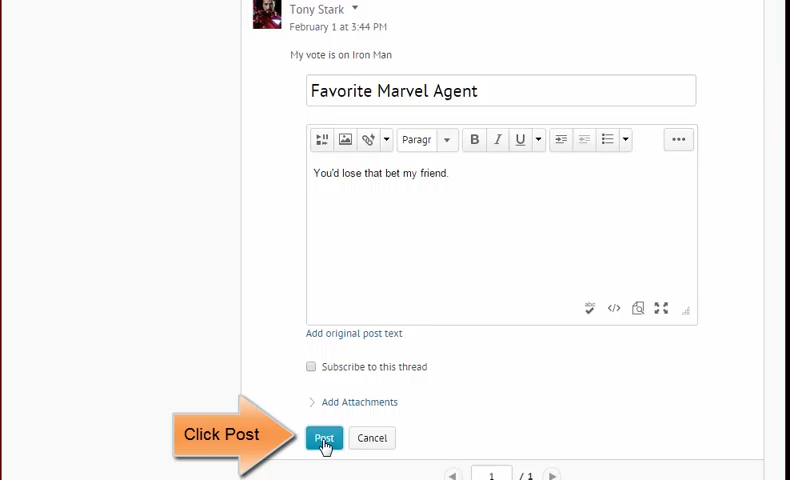 Tony Stark
February 1 at 3:44 PM
My vote is on Iron Man
Favorite Marvel Agent
Paragr
B I U
You'd lose that bet my friend.
abc
Add original post text
Subscribe to this thread
Add Attachments
Click Post
Post Cancel
1 / 1